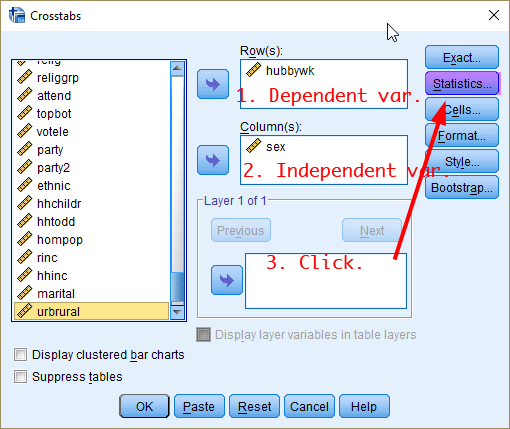 Crosstabs
relig
religgrp
attend
topbot
votele
party
party2
ethnic
hhchildr
hhtodd
hompop
rinc
hhinc
marital
urbrural
Row(s):
hubbywk
1. Dependent var.
Column(s):
sex
2. Independent var.
Layer 1 of 1
Previous
Next
3. Click.
Display layer variables in table layers
Exact...
Statistics...
Cells...
Format...
Style...
Bootstrap...
Display clustered bar charts
Suppress tables
OK
Paste
Reset
Cancel
Help